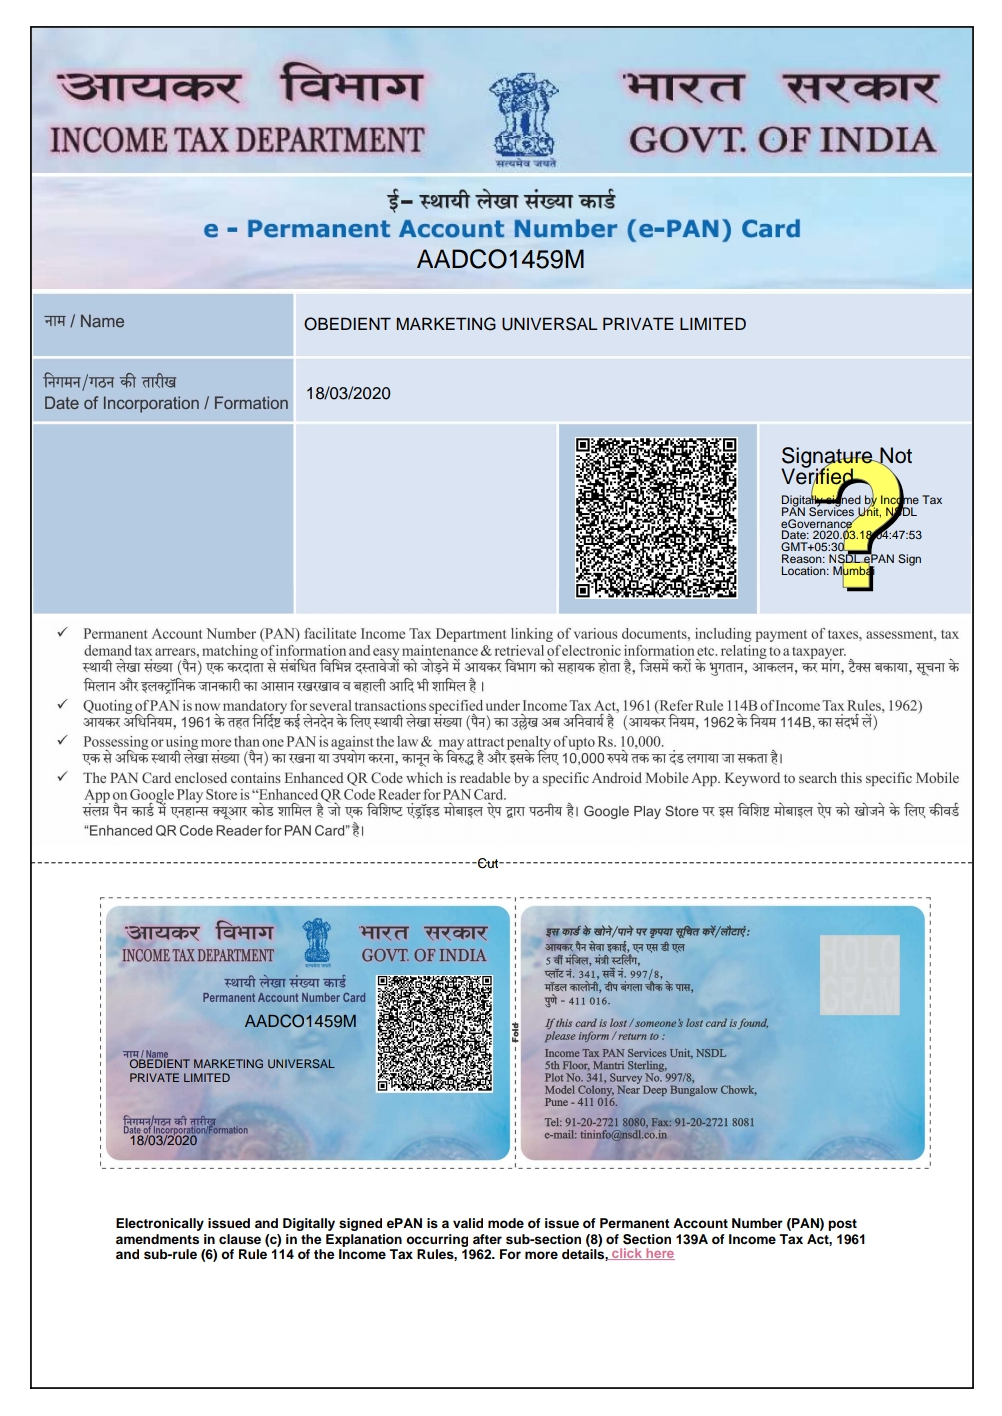 आयकर विभाग
INCOME TAX DEPARTMENT
सत्यमेव जयते
भारत सरकार
GOVT. OF INDIA
ई– स्थायी लेखा संख्या कार्ड
e - Permanent Account Number (e-PAN) Card
AADCO1459M
नाम / Name
OBEDIENT MARKETING UNIVERSAL PRIVATE LIMITED
निगमन/गठन की तारीख
Date of Incorporation / Formation
18/03/2020
Signature Not
Verified
Digitally signed by Income Tax
PAN Services Unit, NSDL
eGovernance
Date: 2020.03.18 04:47:53
GMT+05:30
Reason: NSDL ePAN Sign
Location: Mumbai
✓ Permanent Account Number (PAN) facilitate Income Tax Department linking of various documents, including payment of taxes, assessment, tax
demand tax arrears, matching of information and easy maintenance & retrieval of electronic information etc. relating to a taxpayer.
स्थायी लेखा संख्या (पैन) एक करदाता से संबंधित विभिन्न दस्तावेजों को जोड़ने में आयकर विभाग को सहायक होता है, जिसमें करों के भुगतान, आकलन, कर मांग, टैक्स बकाया, सूचना के
मिलान और इलक्ट्रॉनिक जानकारी का आसान रखरखाव व बहाली आदि भी शामिल है ।
✓ Quoting of PAN is now mandatory for several transactions specified under Income Tax Act, 1961 (Refer Rule 114B of Income Tax Rules, 1962)
आयकर अधिनियम, 1961 के तहत निर्दिष्ट कई लेनदेन के लिए स्थायी लेखा संख्या (पैन) का उल्लेख अब अनिवार्य है (आयकर नियम, 1962 के नियम 114B, का संदर्भ लें)
✓ Possessing or using more than one PAN is against the law & may attract penalty of upto Rs. 10,000.
एक से अधिक स्थायी लेखा संख्या (पैन) का रखना या उपयोग करना, कानून के विरुद्ध है और इसके लिए 10,000 रुपये तक का दंड लगाया जा सकता है।
✓ The PAN Card enclosed contains Enhanced QR Code which is readable by a specific Android Mobile App. Keyword to search this specific Mobile
App on Google Play Store is “Enhanced QR Code Reader for PAN Card.
संलग्न पैन कार्ड में एनहान्स क्यूआर कोड शामिल है जो एक विशिष्ट एंड्रॉइड मोबाइल ऐप द्वारा पठनीय है। Google Play Store पर इस विशिष्ट मोबाइल ऐप को खोजने के लिए कीवर्ड
“Enhanced QR Code Reader for PAN Card” है।
Cut
आयकर विभाग
INCOME TAX DEPARTMENT
भारत सरकार
GOVT. OF INDIA
स्थायी लेखा संख्या कार्ड
Permanent Account Number Card
AADCO1459M
नाम / Name
OBEDIENT MARKETING UNIVERSAL
PRIVATE LIMITED
निगमन/गठन की तारीख
Date of Incorporation/Formation
18/03/2020
Fold
इस कार्ड के खोने/पाने पर कृपया सूचित करें/लौटाएं :
आयकर पैन सेवा इकाई, एन एस डी एल
5 वीं मंजिल, मंत्री स्टर्लिंग,
प्लॉट नं. 341, सर्वे नं. 997/8,
मॉडल कालोनी, दीप बंगला चौक के पास,
पुणे - 411 016.
If this card is lost / someone's lost card is found,
please inform / return to :
Income Tax PAN Services Unit, NSDL
5th Floor, Mantri Sterling,
Plot No. 341, Survey No. 997/8,
Model Colony, Near Deep Bungalow Chowk,
Pune - 411 016.
Tel: 91-20-2721 8080, Fax: 91-20-2721 8081
e-mail: tininfo@nsdl.co.in
HOLO
GRAM
Electronically issued and Digitally signed ePAN is a valid mode of issue of Permanent Account Number (PAN) post
amendments in clause (c) in the Explanation occurring after sub-section (8) of Section 139A of Income Tax Act, 1961
and sub-rule (6) of Rule 114 of the Income Tax Rules, 1962. For more details, click here